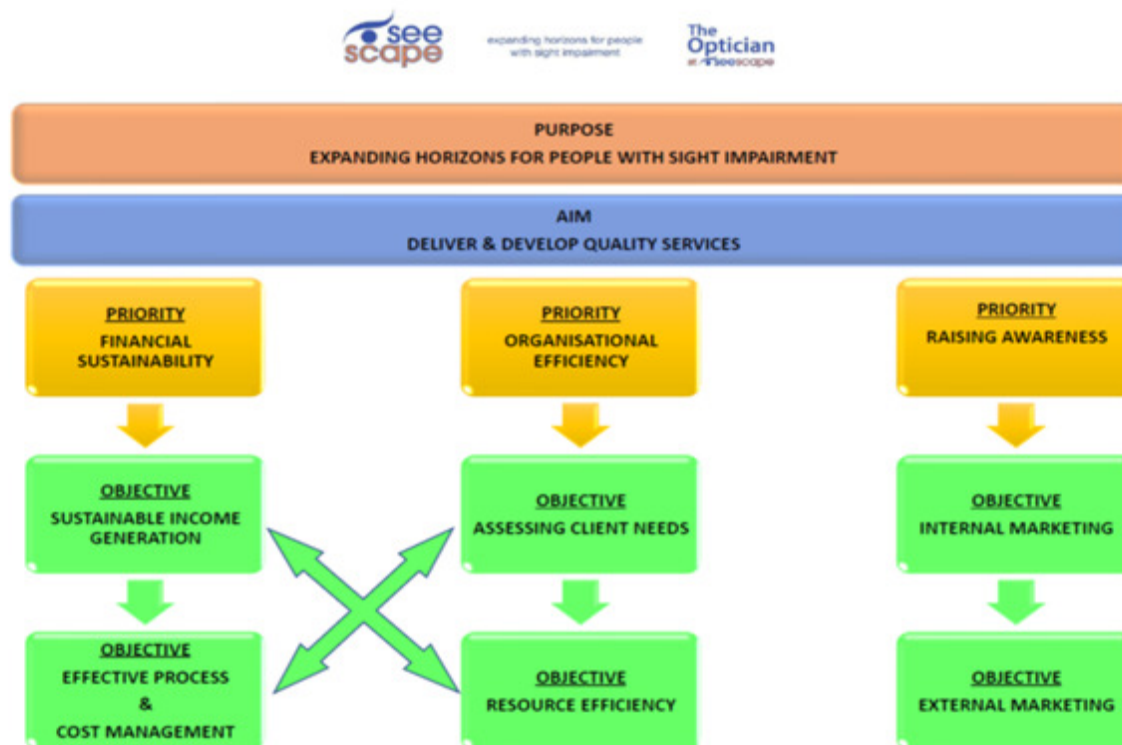 see
scape
expanding horizons for people
with sight impairment
The
Optician
at Seescape
PURPOSE
EXPANDING HORIZONS FOR PEOPLE WITH SIGHT IMPAIRMENT
AIM
DELIVER & DEVELOP QUALITY SERVICES
PRIORITY
FINANCIAL
SUSTAINABILITY
PRIORITY
ORGANISATIONAL
EFFICIENCY
PRIORITY
RAISING AWARENESS
OBJECTIVE
SUSTAINABLE INCOME
GENERATION
OBJECTIVE
ASSESSING CLIENT NEEDS
OBJECTIVE
INTERNAL MARKETING
OBJECTIVE
EFFECTIVE PROCESS
&
COST MANAGEMENT
OBJECTIVE
RESOURCE EFFICIENCY
OBJECTIVE
EXTERNAL MARKETING